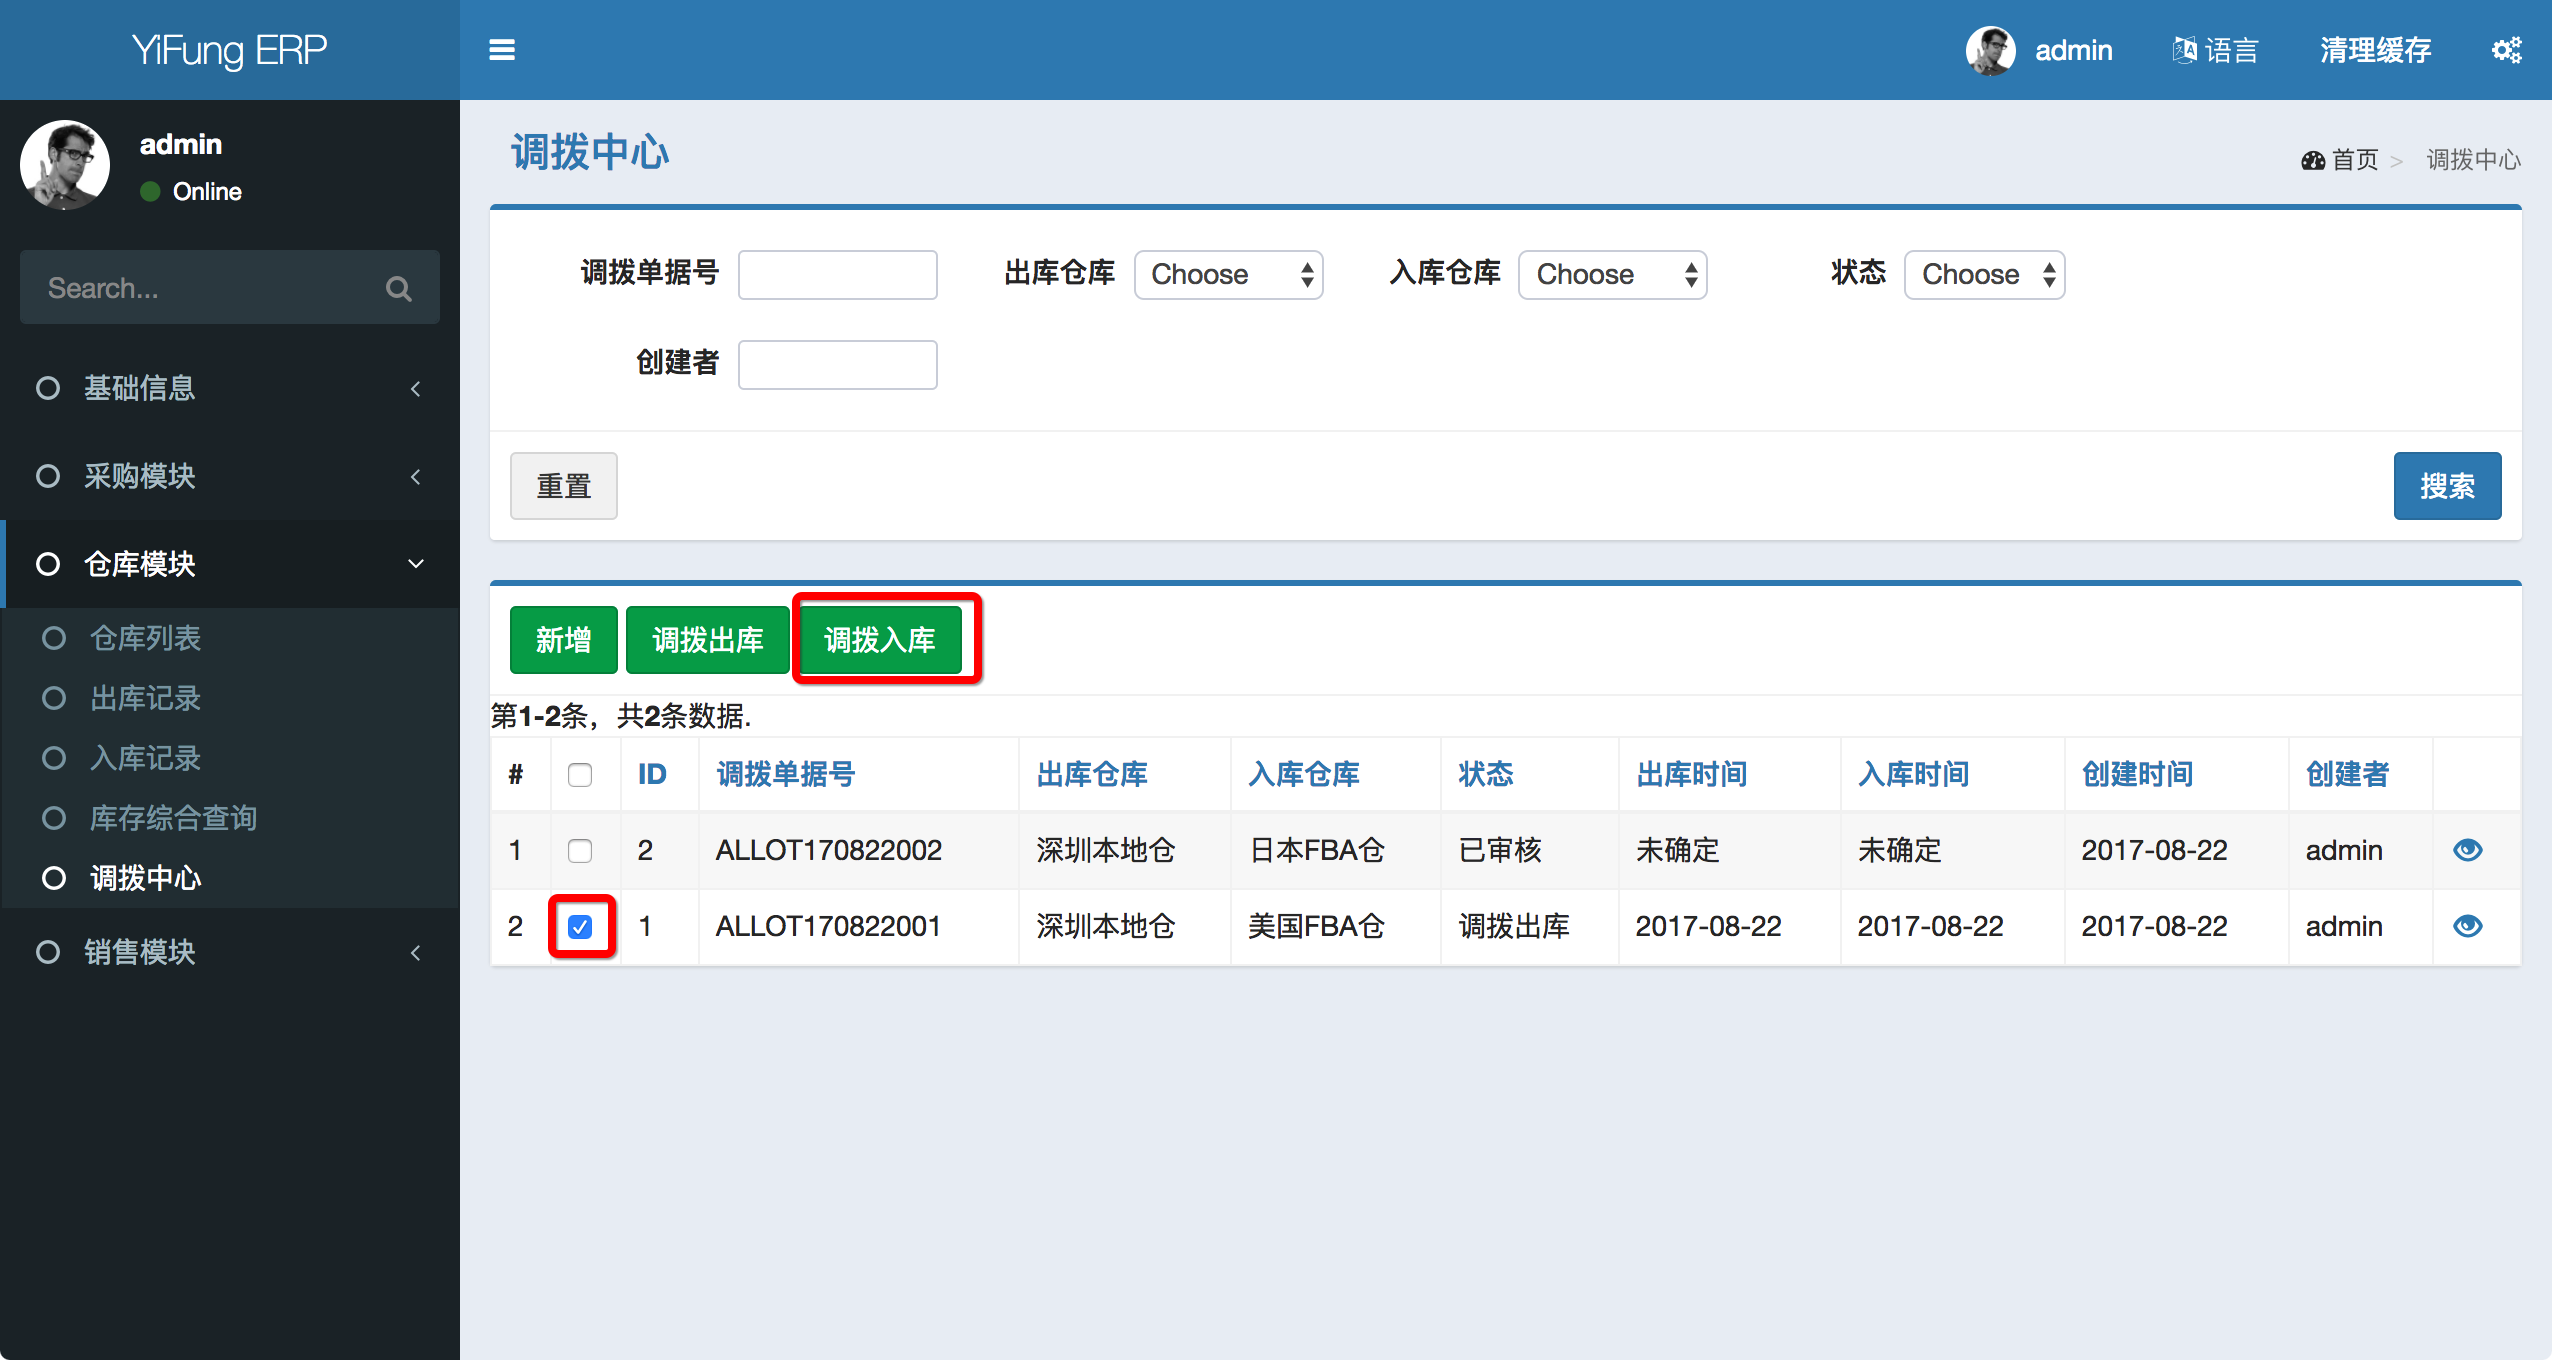 YiFung ERP
admin 语言 清理缓存
admin
Online
Search...
基础信息
采购模块
仓库模块
仓库列表
出库记录
入库记录
库存综合查询
调拨中心
销售模块
调拨中心
首页 > 调拨中心
调拨单据号 出库仓库 Choose 入库仓库 Choose 状态 Choose
创建者
重置 搜索
新增 调拨出库 调拨入库
第1-2条，共2条数据.
# ID 调拨单据号 出库仓库 入库仓库 状态 出库时间 入库时间 创建时间 创建者
1 2 ALLOT170822002 深圳本地仓 日本FBA仓 已审核 未确定 未确定 2017-08-22 admin
2 1 ALLOT170822001 深圳本地仓 美国FBA仓 调拨出库 2017-08-22 2017-08-22 2017-08-22 admin